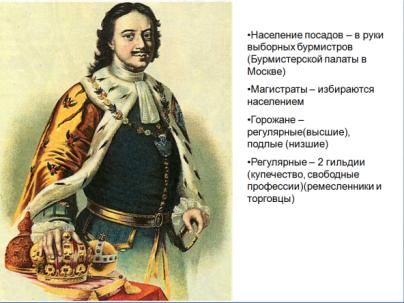 •Население посадов – в руки
выборных бурмистров
(Бурмистерской палаты в
Москве)
•Магистраты – избираются
населением
•Горожане –
регулярные(высшие),
подлые (низшие)
•Регулярные – 2 гильдии
(купечество, свободные
профессии)(ремесленники и
торговцы)